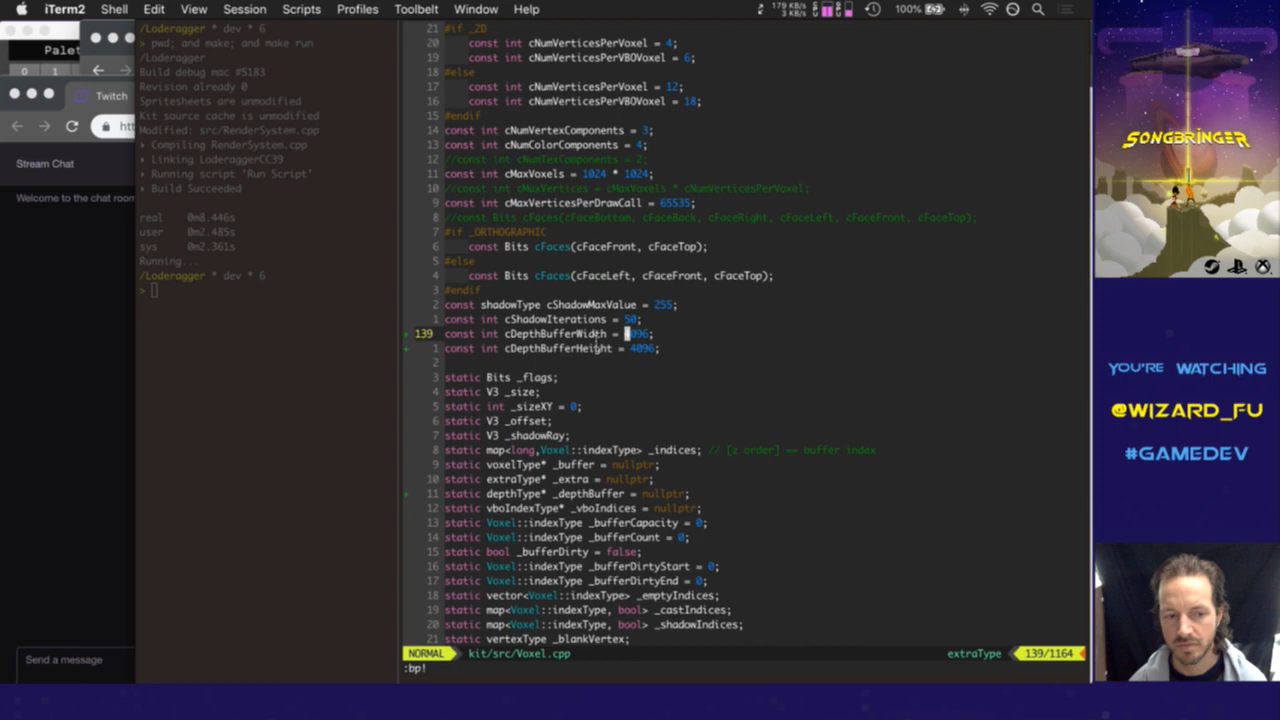 iTerm2 Shell Edit View Session Scripts Profiles Toolbelt Window Help
179 KB
3 KB
100%
Palet
0 1
Twitch
htt
Stream Chat
Welcome to the chat room
Send a message
/Loderagger * dev * 6
> pwd; and make; and make run
/Loderagger
Build debug mac #5183
Revision already 0
Spritesheets are unmodified
Kit source cache is unmodified
Modified: src/RenderSystem.cpp
› Compiling RenderSystem.cpp
› Linking LoderaggerCC39
› Running script 'Run Script'
› Build Succeeded
real 0m8.446s
user 0m2.485s
sys 0m2.361s
Running...
/Loderagger * dev * 6
>
21 #if _2D
20 const int cNumVerticesPerVoxel = 4;
19 const int cNumVerticesPerVBOVoxel = 6;
18 #else
17 const int cNumVerticesPerVoxel = 12;
16 const int cNumVerticesPerVBOVoxel = 18;
15 #endif
14 const int cNumVertexComponents = 3;
13 const int cNumColorComponents = 4;
12 //const int cNumTexComponents = 2;
11 const int cMaxVoxels = 1024 * 1024;
10 //const int cMaxVertices = cMaxVoxels * cNumVerticesPerVoxel;
9 const int cMaxVerticesPerDrawCall = 65535;
8 //const Bits cFaces(cFaceBottom, cFaceBack, cFaceRight, cFaceLeft, cFaceFront, cFaceTop);
7 #if _ORTHOGRAPHIC
6 const Bits cFaces(cFaceFront, cFaceTop);
5 #else
4 const Bits cFaces(cFaceLeft, cFaceFront, cFaceTop);
3 #endif
2 const shadowType cShadowMaxValue = 255;
1 const int cShadowIterations = 50;
+ 139 const int cDepthBufferWidth = 4096;
+ 1 const int cDepthBufferHeight = 4096;
2
3 static Bits _flags;
4 static V3 _size;
5 static int _sizeXY = 0;
6 static V3 _offset;
7 static V3 _shadowRay;
8 static map<long,Voxel::indexType> _indices; // [z order] == buffer index
9 static voxelType* _buffer = nullptr;
10 static extraType* _extra = nullptr;
+ 11 static depthType* _depthBuffer = nullptr;
12 static vboIndexType* _vboIndices = nullptr;
13 static Voxel::indexType _bufferCapacity = 0;
14 static Voxel::indexType _bufferCount = 0;
15 static bool _bufferDirty = false;
16 static Voxel::indexType _bufferDirtyStart = 0;
17 static Voxel::indexType _bufferDirtyEnd = 0;
18 static vector<Voxel::indexType> _emptyIndices;
19 static map<Voxel::indexType, bool> _castIndices;
20 static map<Voxel::indexType, bool> _shadowIndices;
21 static vertexType _blankVertex;
NORMAL kit/src/Voxel.cpp extraType 139/1164
:bp!
SONGBRINGER
YOU'RE WATCHING
@WIZARD_FU
#GAMEDEV